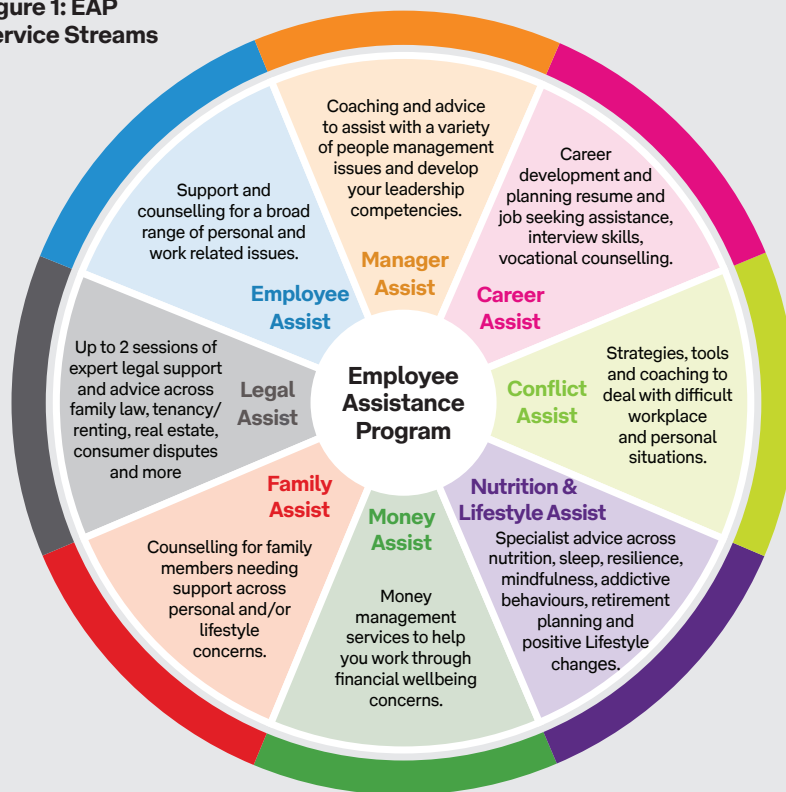 gure 1: EAP
ervice Streams
Coaching and advice
to assist with a variety
of people management
issues and develop
your leadership
competencies.
Manager
Assist
Career
development and
planning resume and
job seeking assistance,
interview skills,
vocational counselling.
Career
Assist
Strategies, tools
and coaching to
deal with difficult
workplace
and personal
situations.
Conflict
Assist
Nutrition &
Lifestyle Assist
Specialist advice across
nutrition, sleep, resilience,
mindfulness, addictive
behaviours, retirement
planning and
positive Lifestyle
changes.
Money
Assist
Money
management
services to help
you work through
financial wellbeing
concerns.
Family
Assist
Counselling for family
members needing
support across
personal and/or
lifestyle
concerns.
Legal
Assist
Up to 2 sessions of
expert legal support
and advice across
family law, tenancy/
renting, real estate,
consumer disputes
and more
Support and
counselling for a broad
range of personal and
work related issues.
Employee
Assist
Employee
Assistance
Program